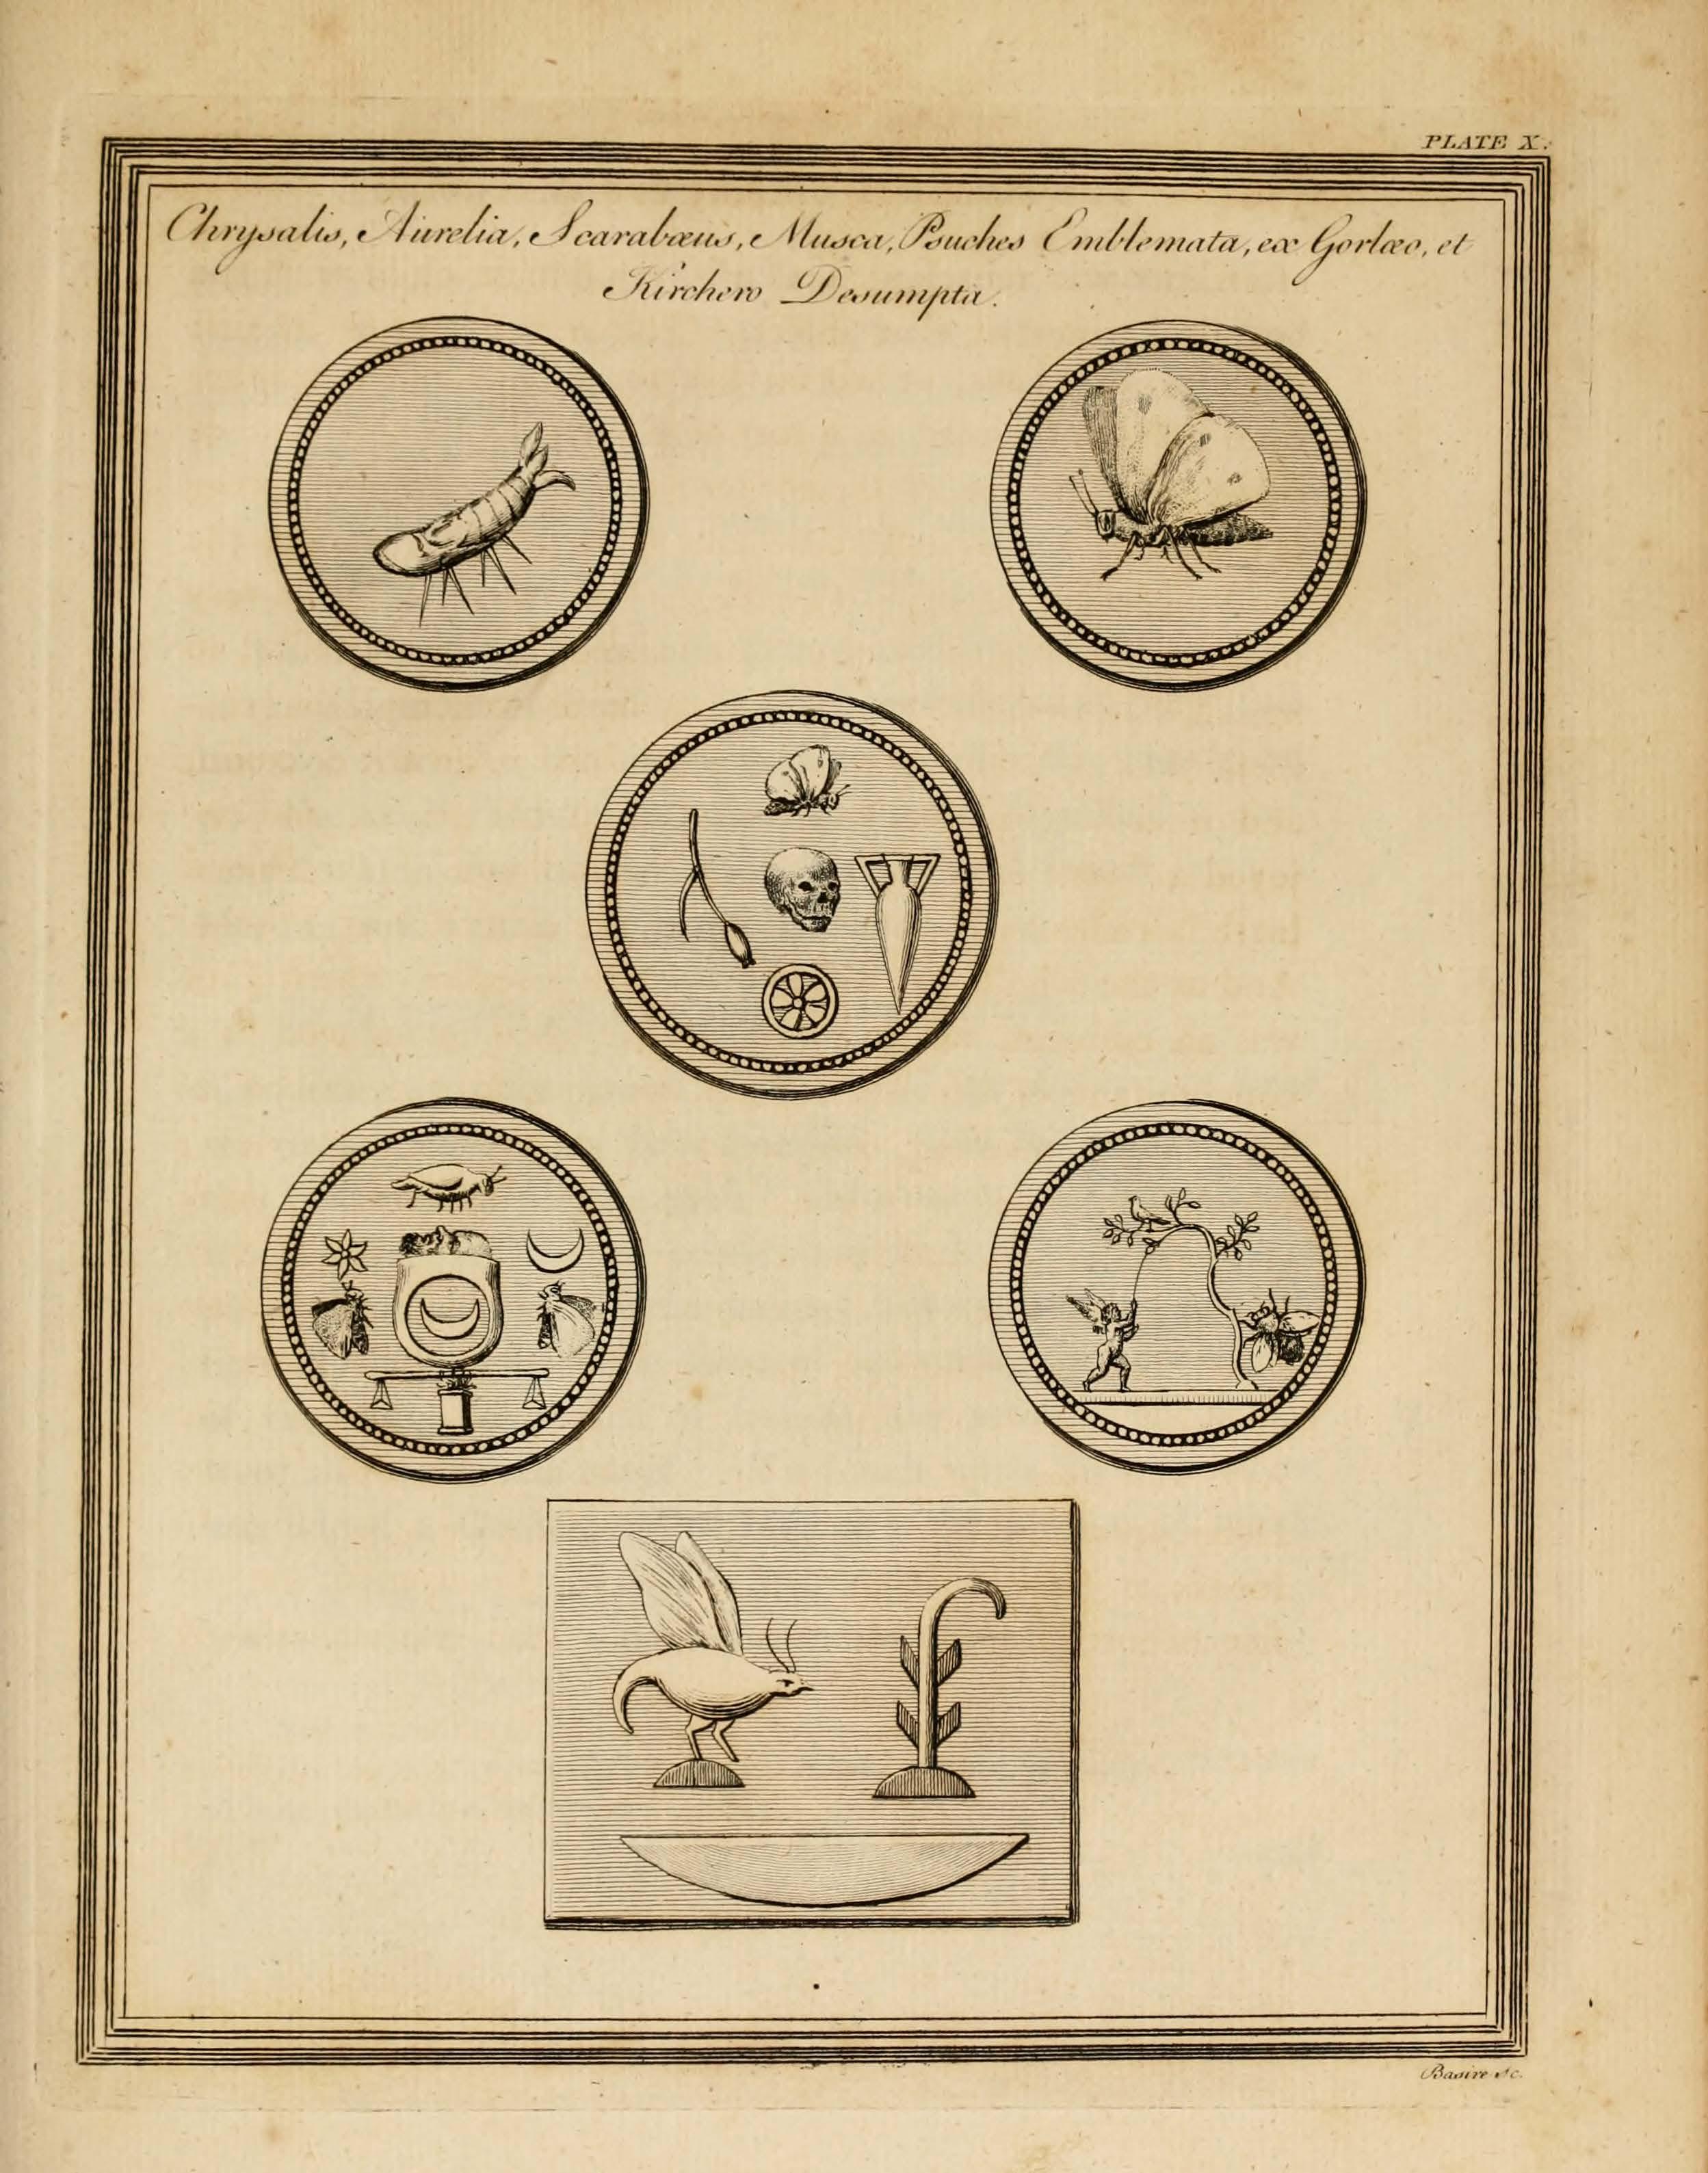 PLATE X.
Chrysalis, Aurelia, Scarabæus, Musca, Psuches Emblemata, ex Gorlæo, et
Kirchero Desumpta.
Basire sc.